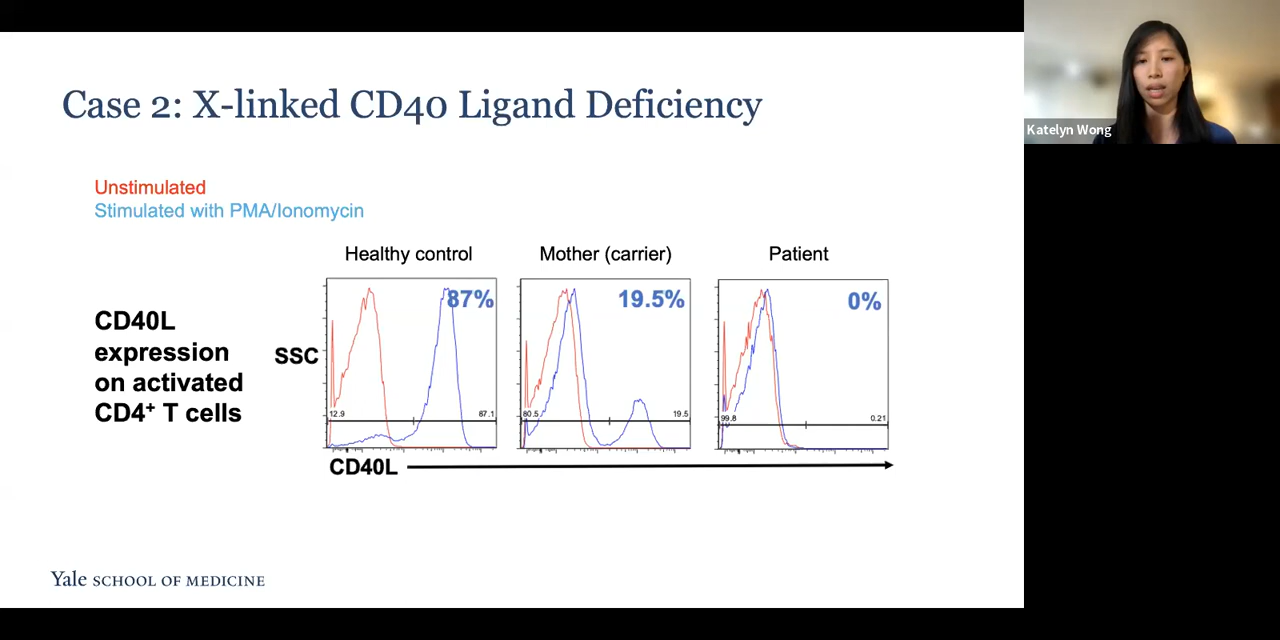 Case 2: X-linked CD40 Ligand Deficiency
Katelyn Wong
Unstimulated
Stimulated with PMA/Ionomycin
Healthy control
Mother (carrier)
Patient
87%
19.5%
0%
CD40L
expression
on activated
CD4⁺ T cells
SSC
12.9
87.1
80.5
19.5
99.8
0.21
CD40L
Yale SCHOOL OF MEDICINE